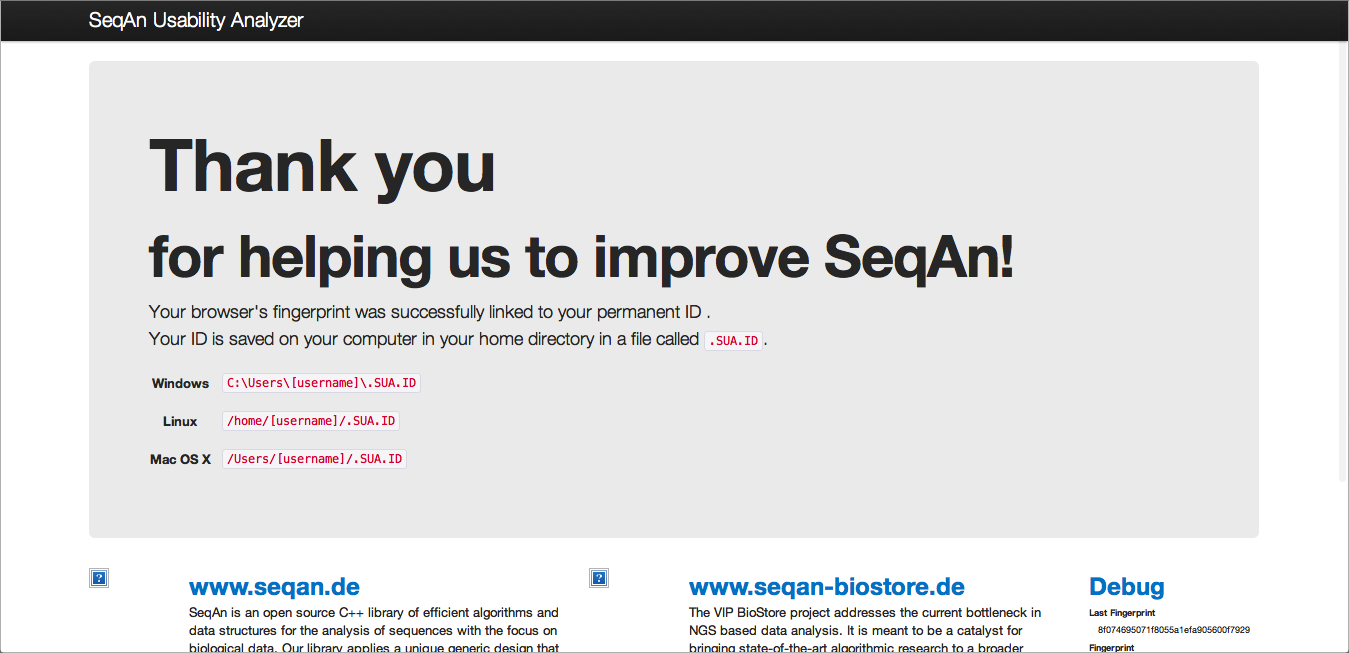 SeqAn Usability Analyzer
Thank you
for helping us to improve SeqAn!
Your browser's fingerprint was successfully linked to your permanent ID .
Your ID is saved on your computer in your home directory in a file called .SUA.ID .
Windows C:\Users\[username]\.SUA.ID
Linux /home/[username]/.SUA.ID
Mac OS X /Users/[username]/.SUA.ID
www.seqan.de
SeqAn is an open source C++ library of efficient algorithms and
data structures for the analysis of sequences with the focus on
biological data. Our library applies a unique generic design that
www.seqan-biostore.de
The VIP BioStore project addresses the current bottleneck in
NGS based data analysis. It is meant to be a catalyst for
bringing state-of-the-art algorithmic research to a broader
Debug
Last Fingerprint
8f074695071f8055a1efa905600f7929
Fingerprint